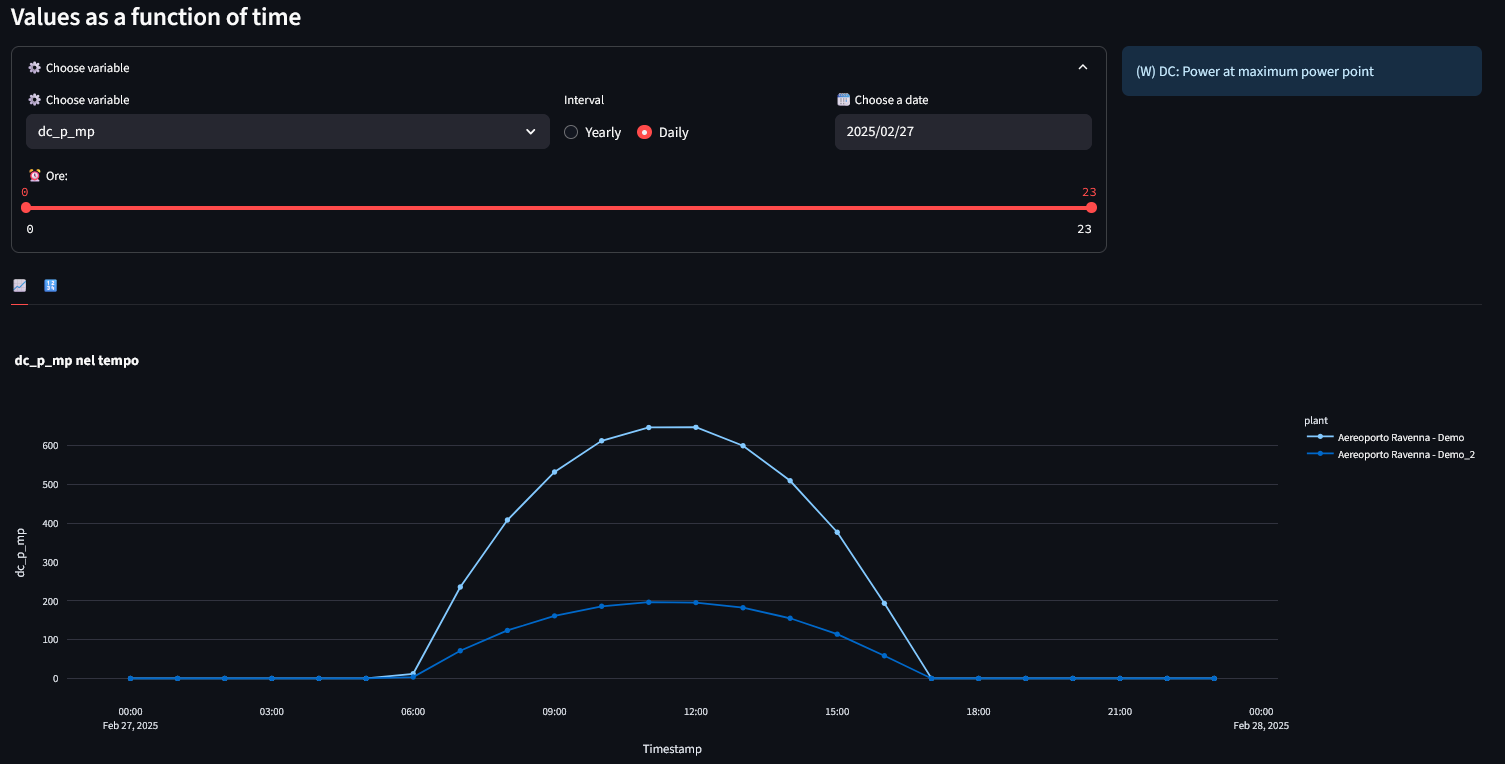 Values as a function of time
Choose variable
(W) DC: Power at maximum power point
Choose variable
Interval
Choose a date
dc_p_mp
Yearly
Daily
2025/02/27
Ore:
0
23
0
23
dc_p_mp nel tempo
plant
Aereoporto Ravenna - Demo
Aereoporto Ravenna - Demo_2
600
500
400
300
200
100
0
dc_p_mp
00:00
03:00
06:00
09:00
12:00
15:00
18:00
21:00
00:00
Feb 27, 2025
Feb 28, 2025
Timestamp